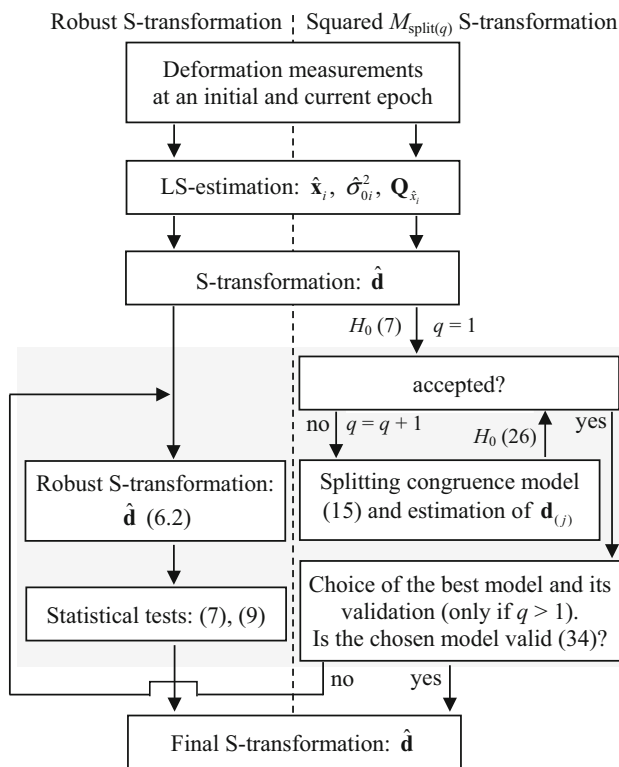 Robust S-transformation
Squared M_split(q) S-transformation
Deformation measurements
at an initial and current epoch
LS-estimation: x̂_i, σ̂²_0i, Q_x̂_i
S-transformation: d̂
H_0 (7) q = 1
accepted?
no q = q + 1
H_0 (26)
yes
Robust S-transformation:
d̂ (6.2)
Splitting congruence model
(15) and estimation of d_(j)
Statistical tests: (7), (9)
Choice of the best model and its
validation (only if q > 1).
Is the chosen model valid (34)?
no
yes
Final S-transformation: d̂